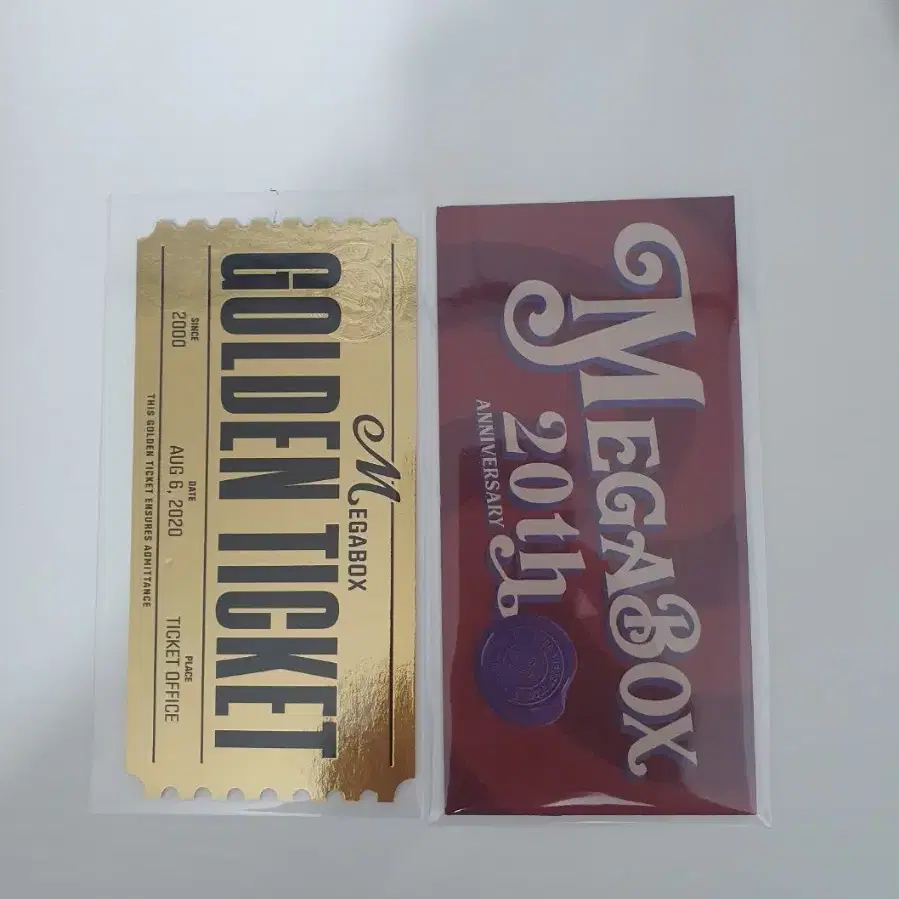 MEGABOX
GOLDEN TICKET
SINCE
2000
DATE
AUG 6, 2020
PLACE
TICKET OFFICE
THIS GOLDEN TICKET ENSURES ADMITTANCE
MEGABOX
20th
ANNIVERSARY